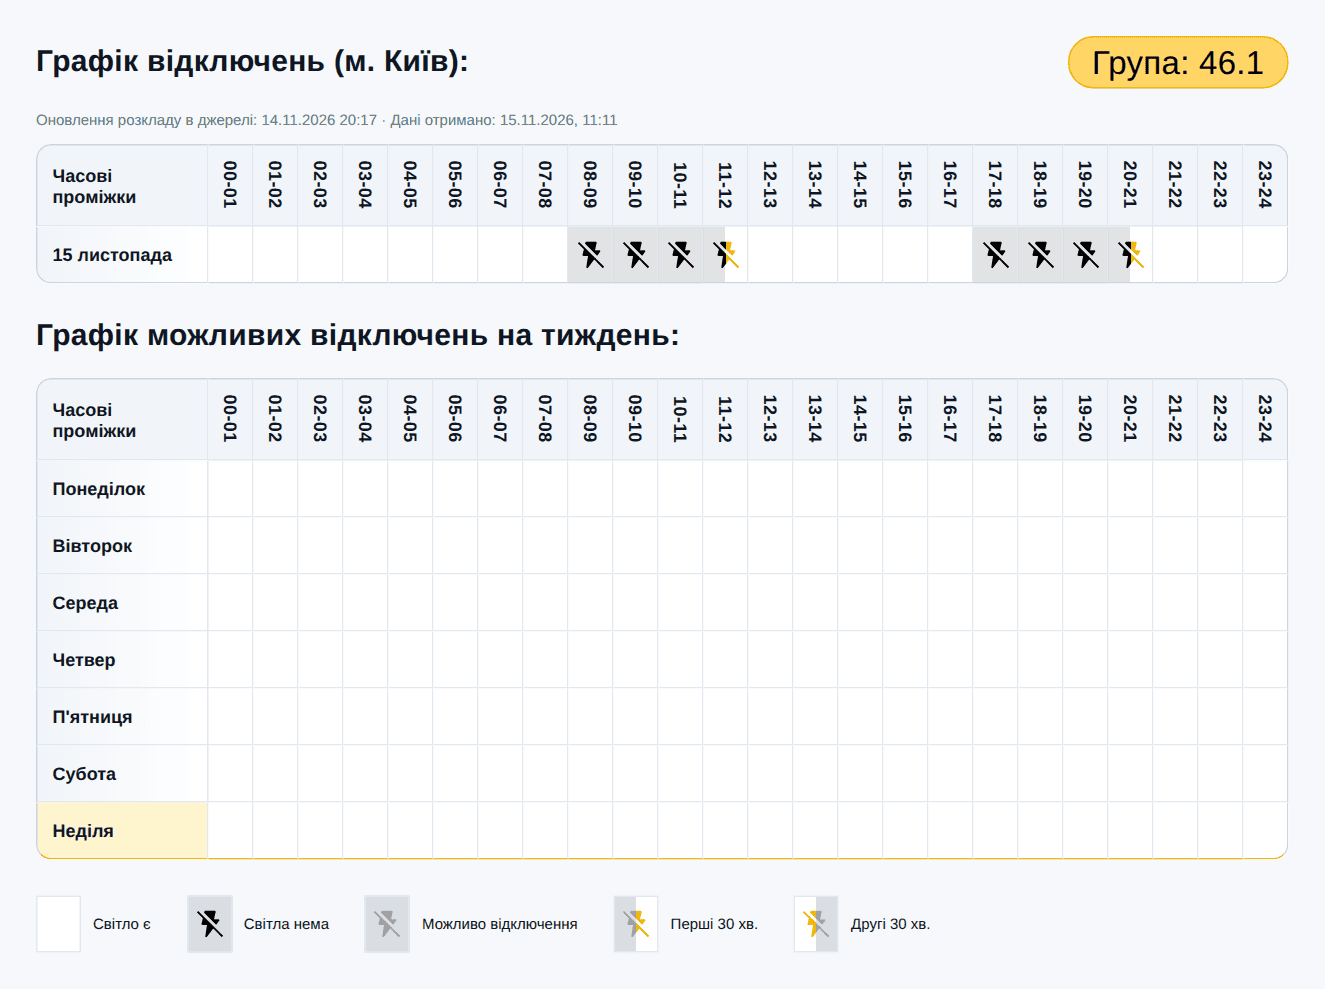 Графік відключень (м. Київ):
Група: 46.1
Оновлення розкладу в джерелі: 14.11.2026 20:17 · Дані отримано: 15.11.2026, 11:11
Часові
проміжки
00-01 01-02 02-03 03-04 04-05 05-06 06-07 07-08 08-09 09-10 10-11 11-12 12-13 13-14 14-15 15-16 16-17 17-18 18-19 19-20 20-21 21-22 22-23 23-24
15 листопада
Графік можливих відключень на тиждень:
Часові
проміжки
00-01 01-02 02-03 03-04 04-05 05-06 06-07 07-08 08-09 09-10 10-11 11-12 12-13 13-14 14-15 15-16 16-17 17-18 18-19 19-20 20-21 21-22 22-23 23-24
Понеділок
Вівторок
Середа
Четвер
П'ятниця
Субота
Неділя
Світло є
Світла нема
Можливо відключення
Перші 30 хв.
Другі 30 хв.